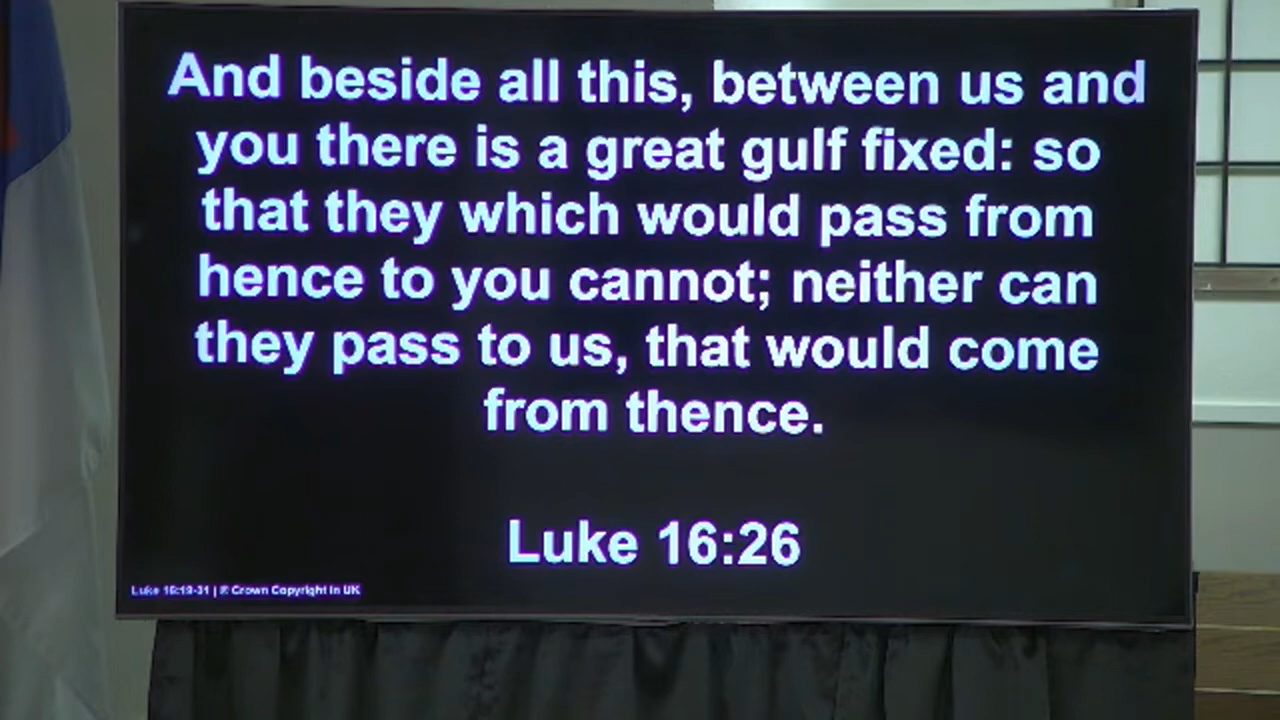 And beside all this, between us and
you there is a great gulf fixed: so
that they which would pass from
hence to you cannot; neither can
they pass to us, that would come
from thence.
Luke 16:26
Luke 16:19-31 | © Crown Copyright in UK